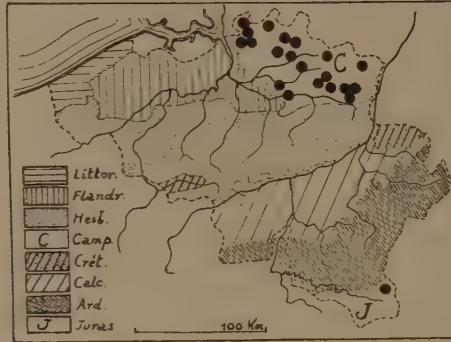 C
Littor.
Flandr.
Hesb.
C Camp.
Crét.
Calc.
Ard.
J Juras
100 Km.
J